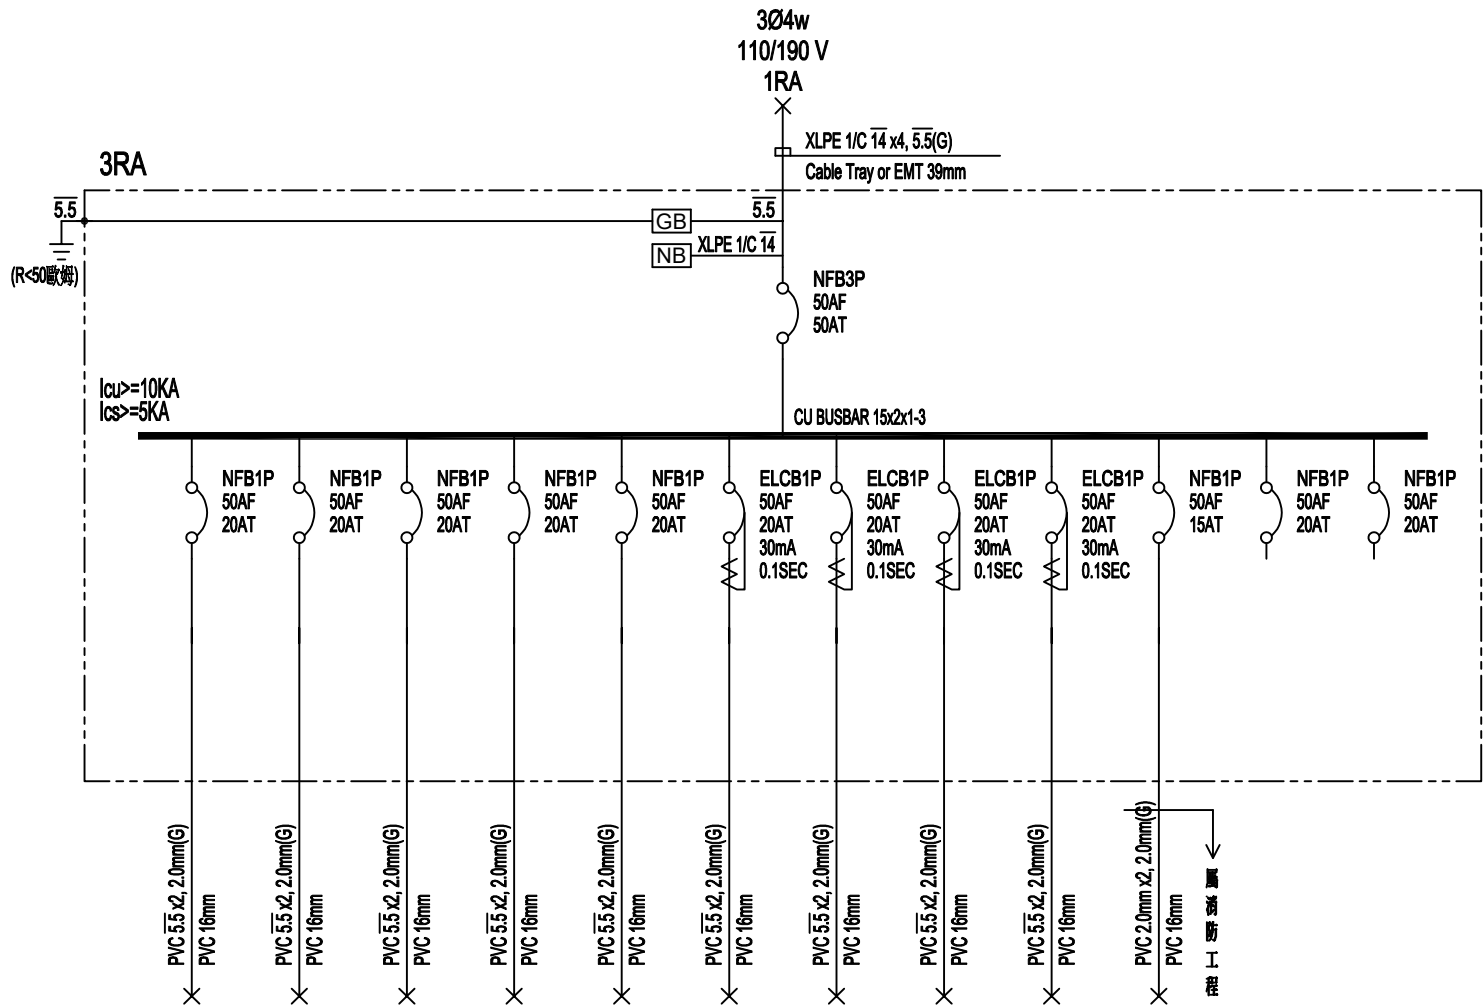 3Ø4w
110/190 V
1RA
XLPE 1/C 14 x4, 5.5(G)
Cable Tray or EMT 39mm
3RA
5.5
(R<50歐姆)
GB
5.5
NB
XLPE 1/C 14
NFB3P
50AF
50AT
Icu>=10KA
Ics>=5KA
CU BUSBAR 15x2x1-3
NFB1P
50AF
20AT
NFB1P
50AF
20AT
NFB1P
50AF
20AT
NFB1P
50AF
20AT
NFB1P
50AF
20AT
ELCB1P
50AF
20AT
30mA
0.1SEC
ELCB1P
50AF
20AT
30mA
0.1SEC
ELCB1P
50AF
20AT
30mA
0.1SEC
ELCB1P
50AF
20AT
30mA
0.1SEC
NFB1P
50AF
15AT
NFB1P
50AF
20AT
NFB1P
50AF
20AT
PVC 5.5 x2, 2.0mm(G)
PVC 16mm
PVC 5.5 x2, 2.0mm(G)
PVC 16mm
PVC 5.5 x2, 2.0mm(G)
PVC 16mm
PVC 5.5 x2, 2.0mm(G)
PVC 16mm
PVC 5.5 x2, 2.0mm(G)
PVC 16mm
PVC 5.5 x2, 2.0mm(G)
PVC 16mm
PVC 5.5 x2, 2.0mm(G)
PVC 16mm
PVC 5.5 x2, 2.0mm(G)
PVC 16mm
PVC 5.5 x2, 2.0mm(G)
PVC 16mm
PVC 2.0mm x2, 2.0mm(G)
PVC 16mm
屬消防工程